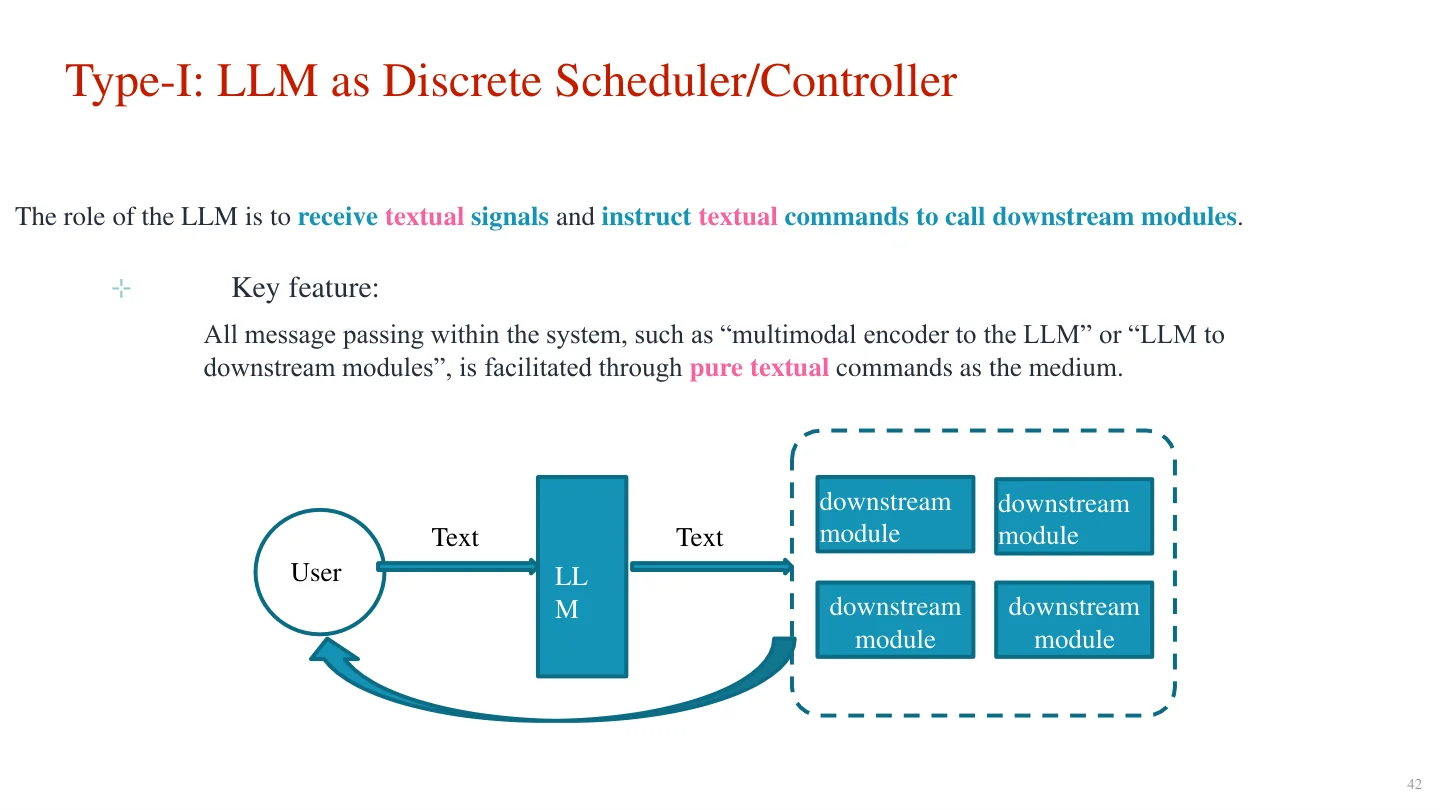 Type-I: LLM as Discrete Scheduler/Controller
The role of the LLM is to receive textual signals and instruct textual commands to call downstream modules.
Key feature:
All message passing within the system, such as “multimodal encoder to the LLM” or “LLM to
downstream modules”, is facilitated through pure textual commands as the medium.
User
Text
LL
M
Text
downstream
module
downstream
module
downstream
module
downstream
module
42